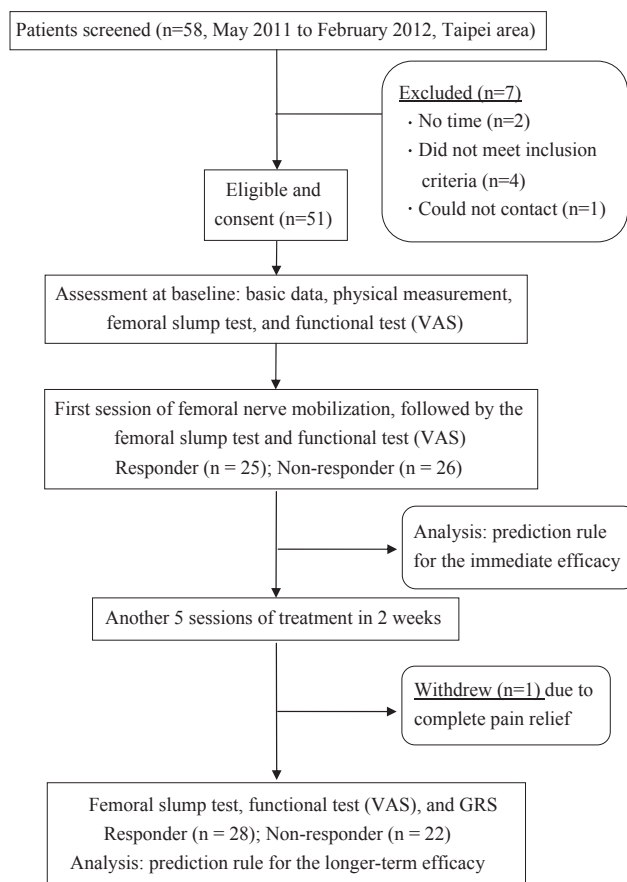 Patients screened (n=58, May 2011 to February 2012, Taipei area)
Excluded (n=7)
· No time (n=2)
· Did not meet inclusion
criteria (n=4)
· Could not contact (n=1)
Eligible and
consent (n=51)
Assessment at baseline: basic data, physical measurement,
femoral slump test, and functional test (VAS)
First session of femoral nerve mobilization, followed by the
femoral slump test and functional test (VAS)
Responder (n = 25); Non-responder (n = 26)
Analysis: prediction rule
for the immediate efficacy
Another 5 sessions of treatment in 2 weeks
Withdrew (n=1) due to
complete pain relief
Femoral slump test, functional test (VAS), and GRS
Responder (n = 28); Non-responder (n = 22)
Analysis: prediction rule for the longer-term efficacy